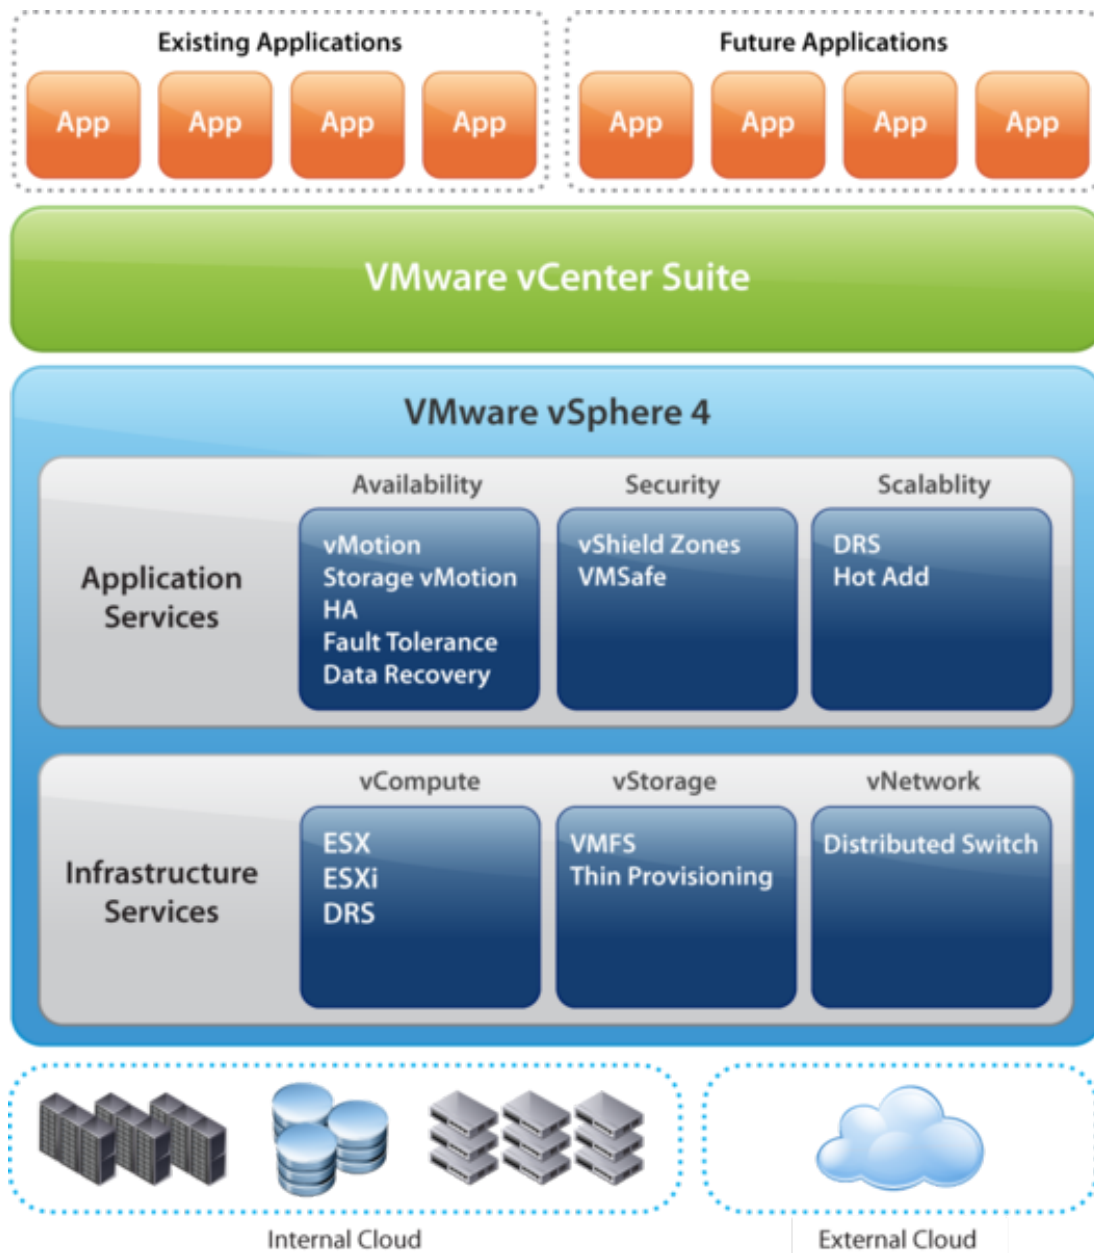 Existing Applications
Future Applications
App App App App
App App App App
VMware vCenter Suite
VMware vSphere 4
Application
Services
Availability
vMotion
Storage vMotion
HA
Fault Tolerance
Data Recovery
Security
vShield Zones
VMSafe
Scalablity
DRS
Hot Add
Infrastructure
Services
vCompute
ESX
ESXi
DRS
vStorage
VMFS
Thin Provisioning
vNetwork
Distributed Switch
Internal Cloud
External Cloud